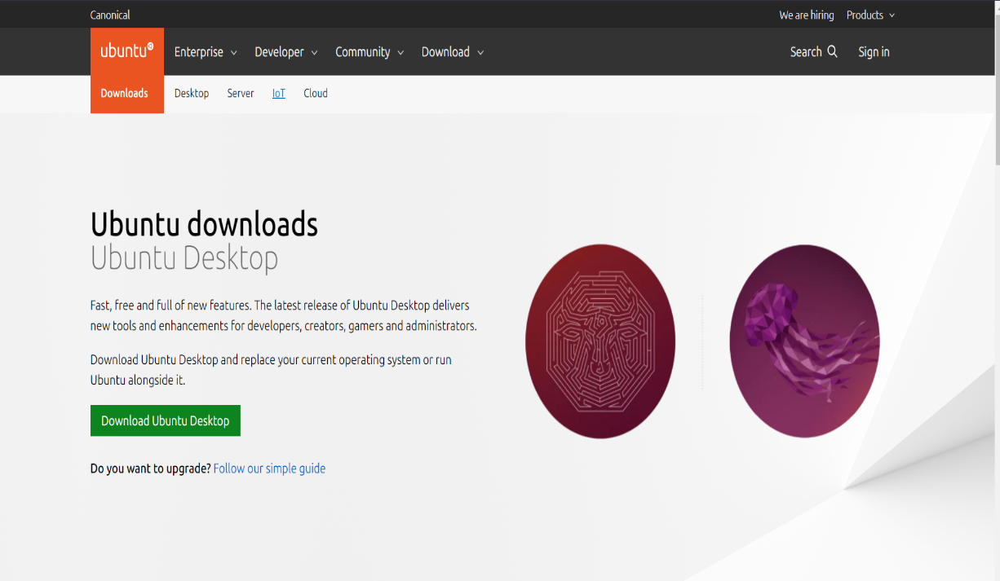 Canonical
We are hiring Products
ubuntu®
Enterprise Developer Community Download
Search Sign in
Downloads Desktop Server IoT Cloud
Ubuntu downloads
Ubuntu Desktop
Fast, free and full of new features. The latest release of Ubuntu Desktop delivers
new tools and enhancements for developers, creators, gamers and administrators.
Download Ubuntu Desktop and replace your current operating system or run
Ubuntu alongside it.
Download Ubuntu Desktop
Do you want to upgrade? Follow our simple guide